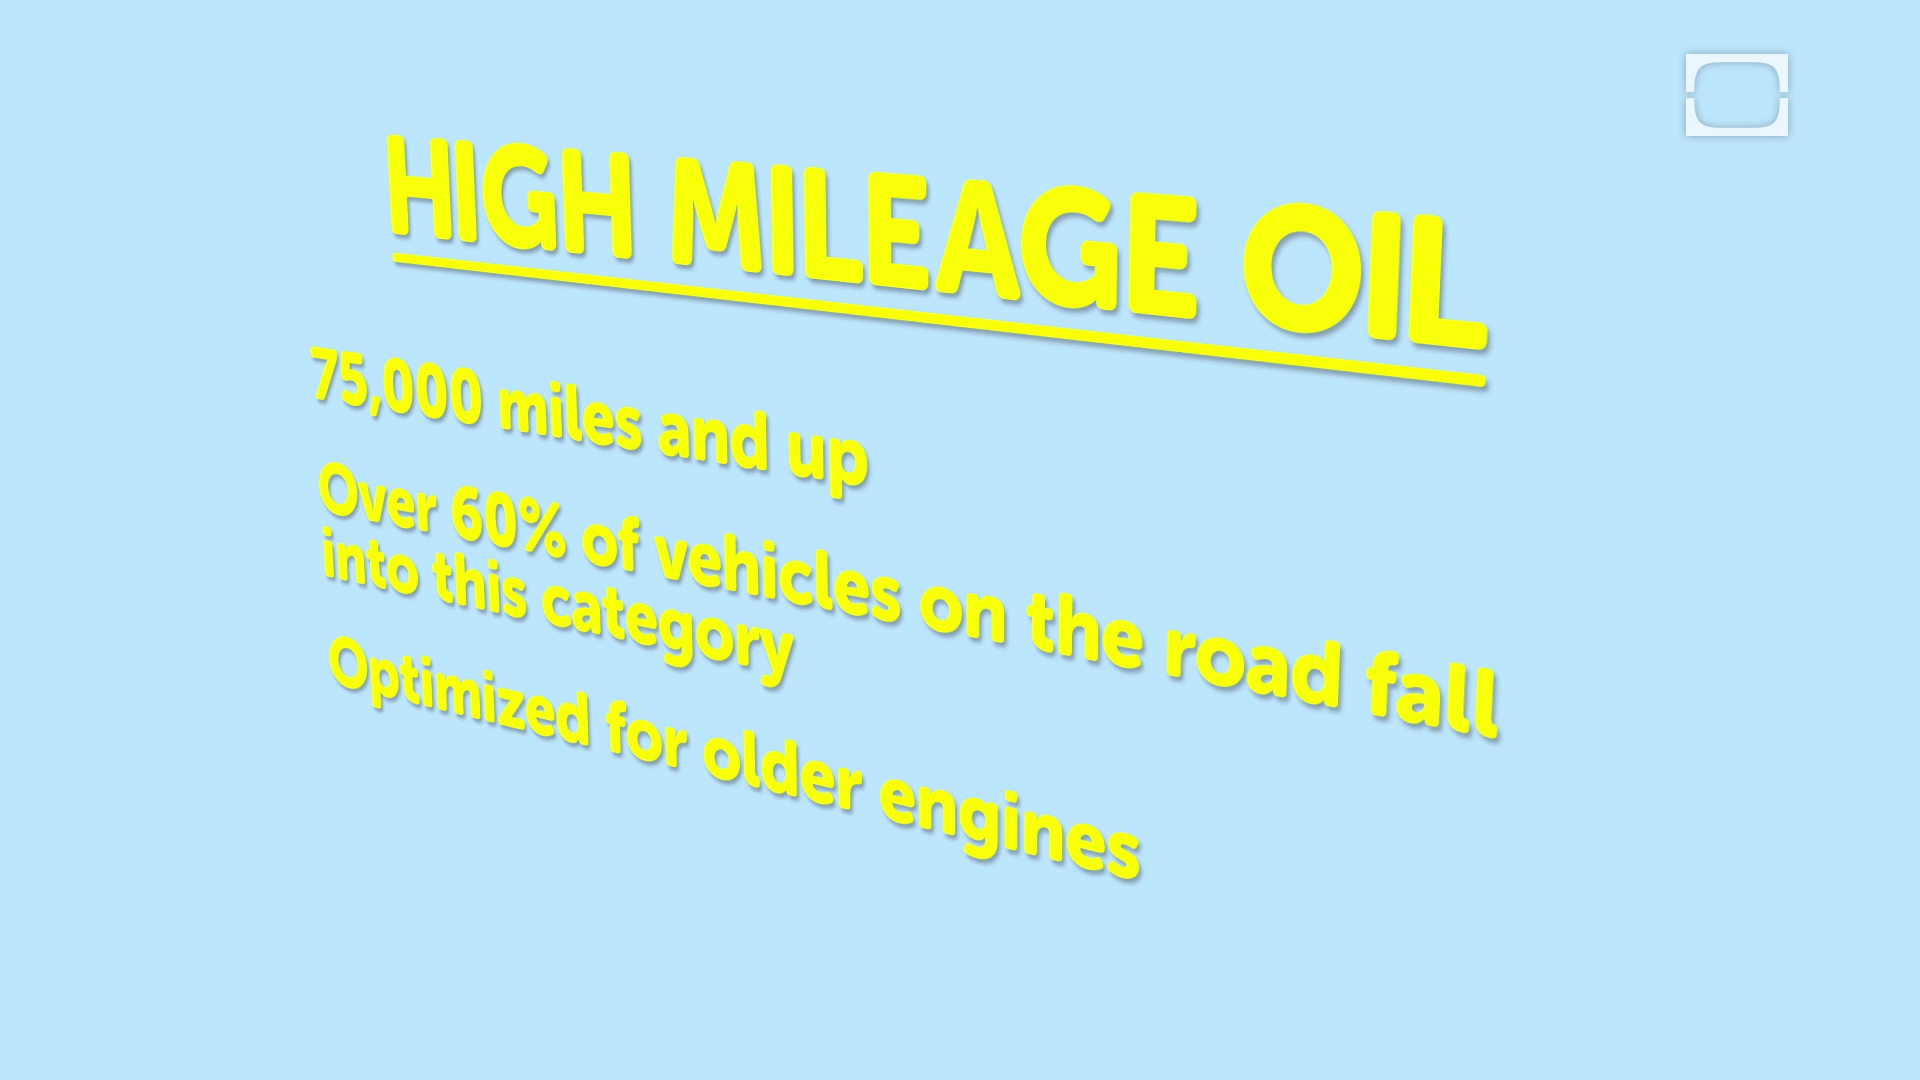 HIGH MILEAGE OIL
75,000 miles and up
Over 60% of vehicles on the road fall
into this category
Optimized for older engines